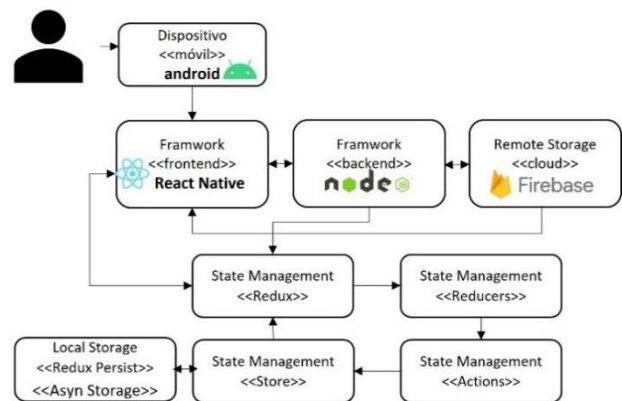 Dispositivo
<<móvil>>
android
Framwork
<frontend>>
React Native
Framwork
<<backend>>
node
Remote Storage
<<cloud>>
Firebase
State Management
<<Redux>>
State Management
<<Reducers>>
Local Storage
<<Redux Persist>>
<<Asyn Storage>>
State Management
<<Store>>
State Management
<<Actions>>